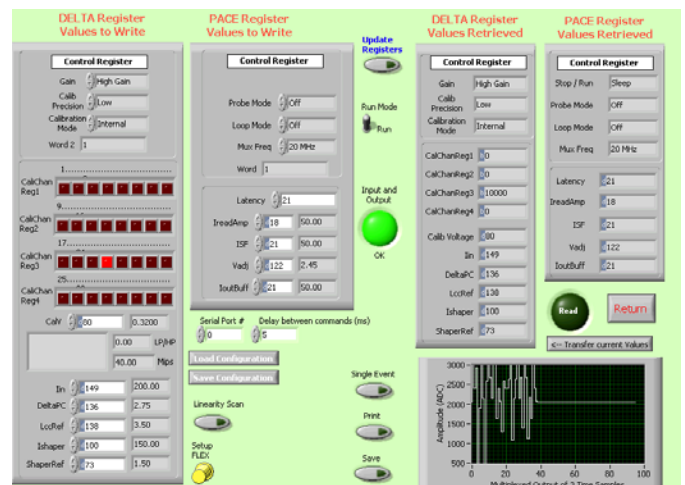 DELTA Register
Values to Write
Control Register
Gain High Gain
Calib
Precision Low
Calibration
Mode Internal
Word 2 1
1
CalChan
Reg1
9
CalChan
Reg2
17
CalChan
Reg3
25
CalChan
Reg4
CalV 80 0.3200
0.00 LP/HP
40.00 Mips
Iin 149 200.00
DeltaPC 136 2.75
LccRef 138 3.50
Ishaper 100 150.00
ShaperRef 73 1.50
PACE Register
Values to Write
Control Register
Probe Mode Off
Loop Mode Off
Mux Freq 20 MHz
Word 1
Latency 21
IreadAmp 18 50.00
ISF 21 50.00
Vadj 122 2.45
IoutBuff 21 50.00
Serial Port # Delay between commands (ms)
0 5
Load Configuration
Save Configuration
Linearity Scan
Setup
FLEX
Update
Registers
Run Mode
Run
Input and
Output
OK
Single Event
Print
Save
DELTA Register
Values Retrieved
Control Register
Gain High Gain
Calib
Precision Low
Calibration
Mode Internal
CalChanReg1 0
CalChanReg2 0
CalChanReg3 10000
CalChanReg4 0
Calib Voltage 80
Iin 149
DeltaPC 136
LccRef 138
Ishaper 100
ShaperRef 73
PACE Register
Values Retrieved
Control Register
Stop / Run Sleep
Probe Mode Off
Loop Mode Off
Mux Freq 20 MHz
Latency 21
IreadAmp 18
ISF 21
Vadj 122
IoutBuff 21
Read
Return
<-- Transfer current Values
Amplitude (ADC)
3000
2500
2000
1500
1000
500
0 20 40 60 80 100
Multiplexed Output of 3 Time Samples